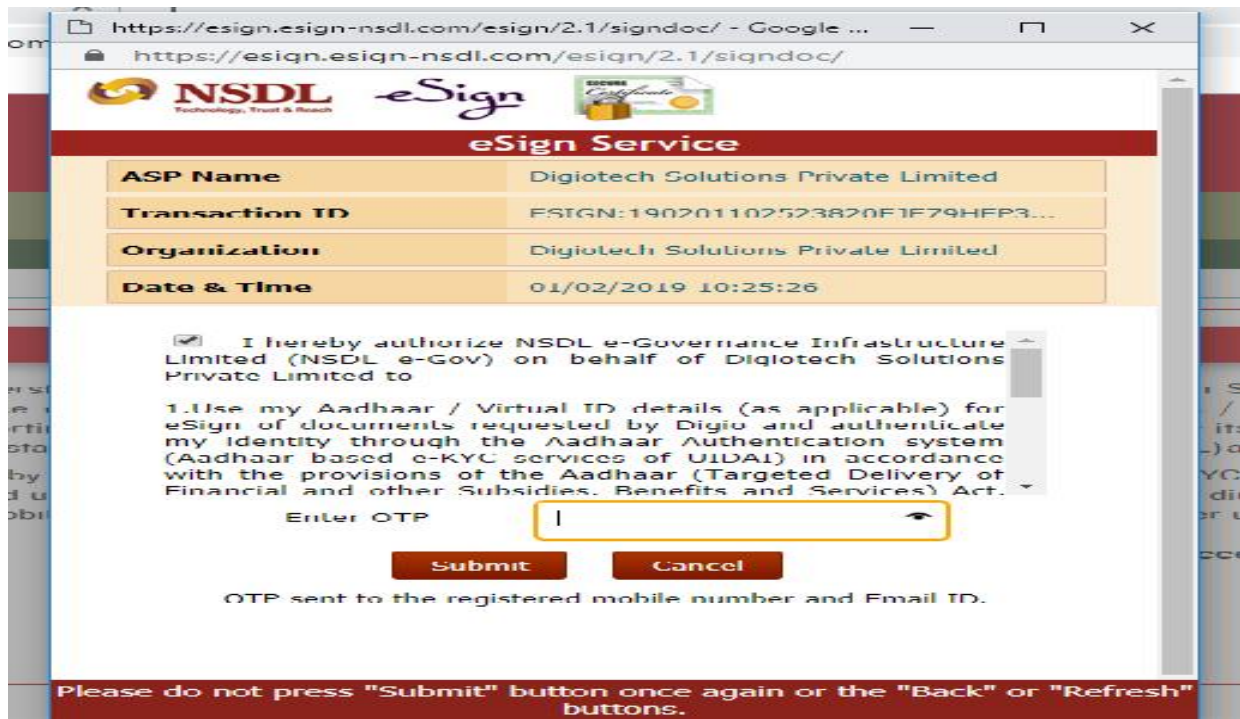 https://esign.esign-nsdl.com/esign/2.1/signdoc/ - Google ...
https://esign.esign-nsdl.com/esign/2.1/signdoc/
NSDL
Technology, Trust & Reach
eSign
SECURE
Certificate
eSign Service
ASP Name Digiotech Solutions Private Limited
Transaction ID
Organization Digiotech Solutions Private Limited
Date & Time 01/02/2019 10:25:26
I hereby authorize NSDL e-Governance Infrastructure
Limited (NSDL e-Gov) on behalf of Digiotech Solutions
Private Limited to
1.Use my Aadhaar / Virtual ID details (as applicable) for
eSign of documents requested by Digio and authenticate
my identity through the Aadhaar Authentication system
(Aadhaar based e-KYC services of UIDAI) in accordance
with the provisions of the Aadhaar (Targeted Delivery of
Financial and other Subsidies, Benefits and Services) Act,
Enter OTP
Submit Cancel
OTP sent to the registered mobile number and Email ID.
Please do not press "Submit" button once again or the "Back" or "Refresh"
buttons.